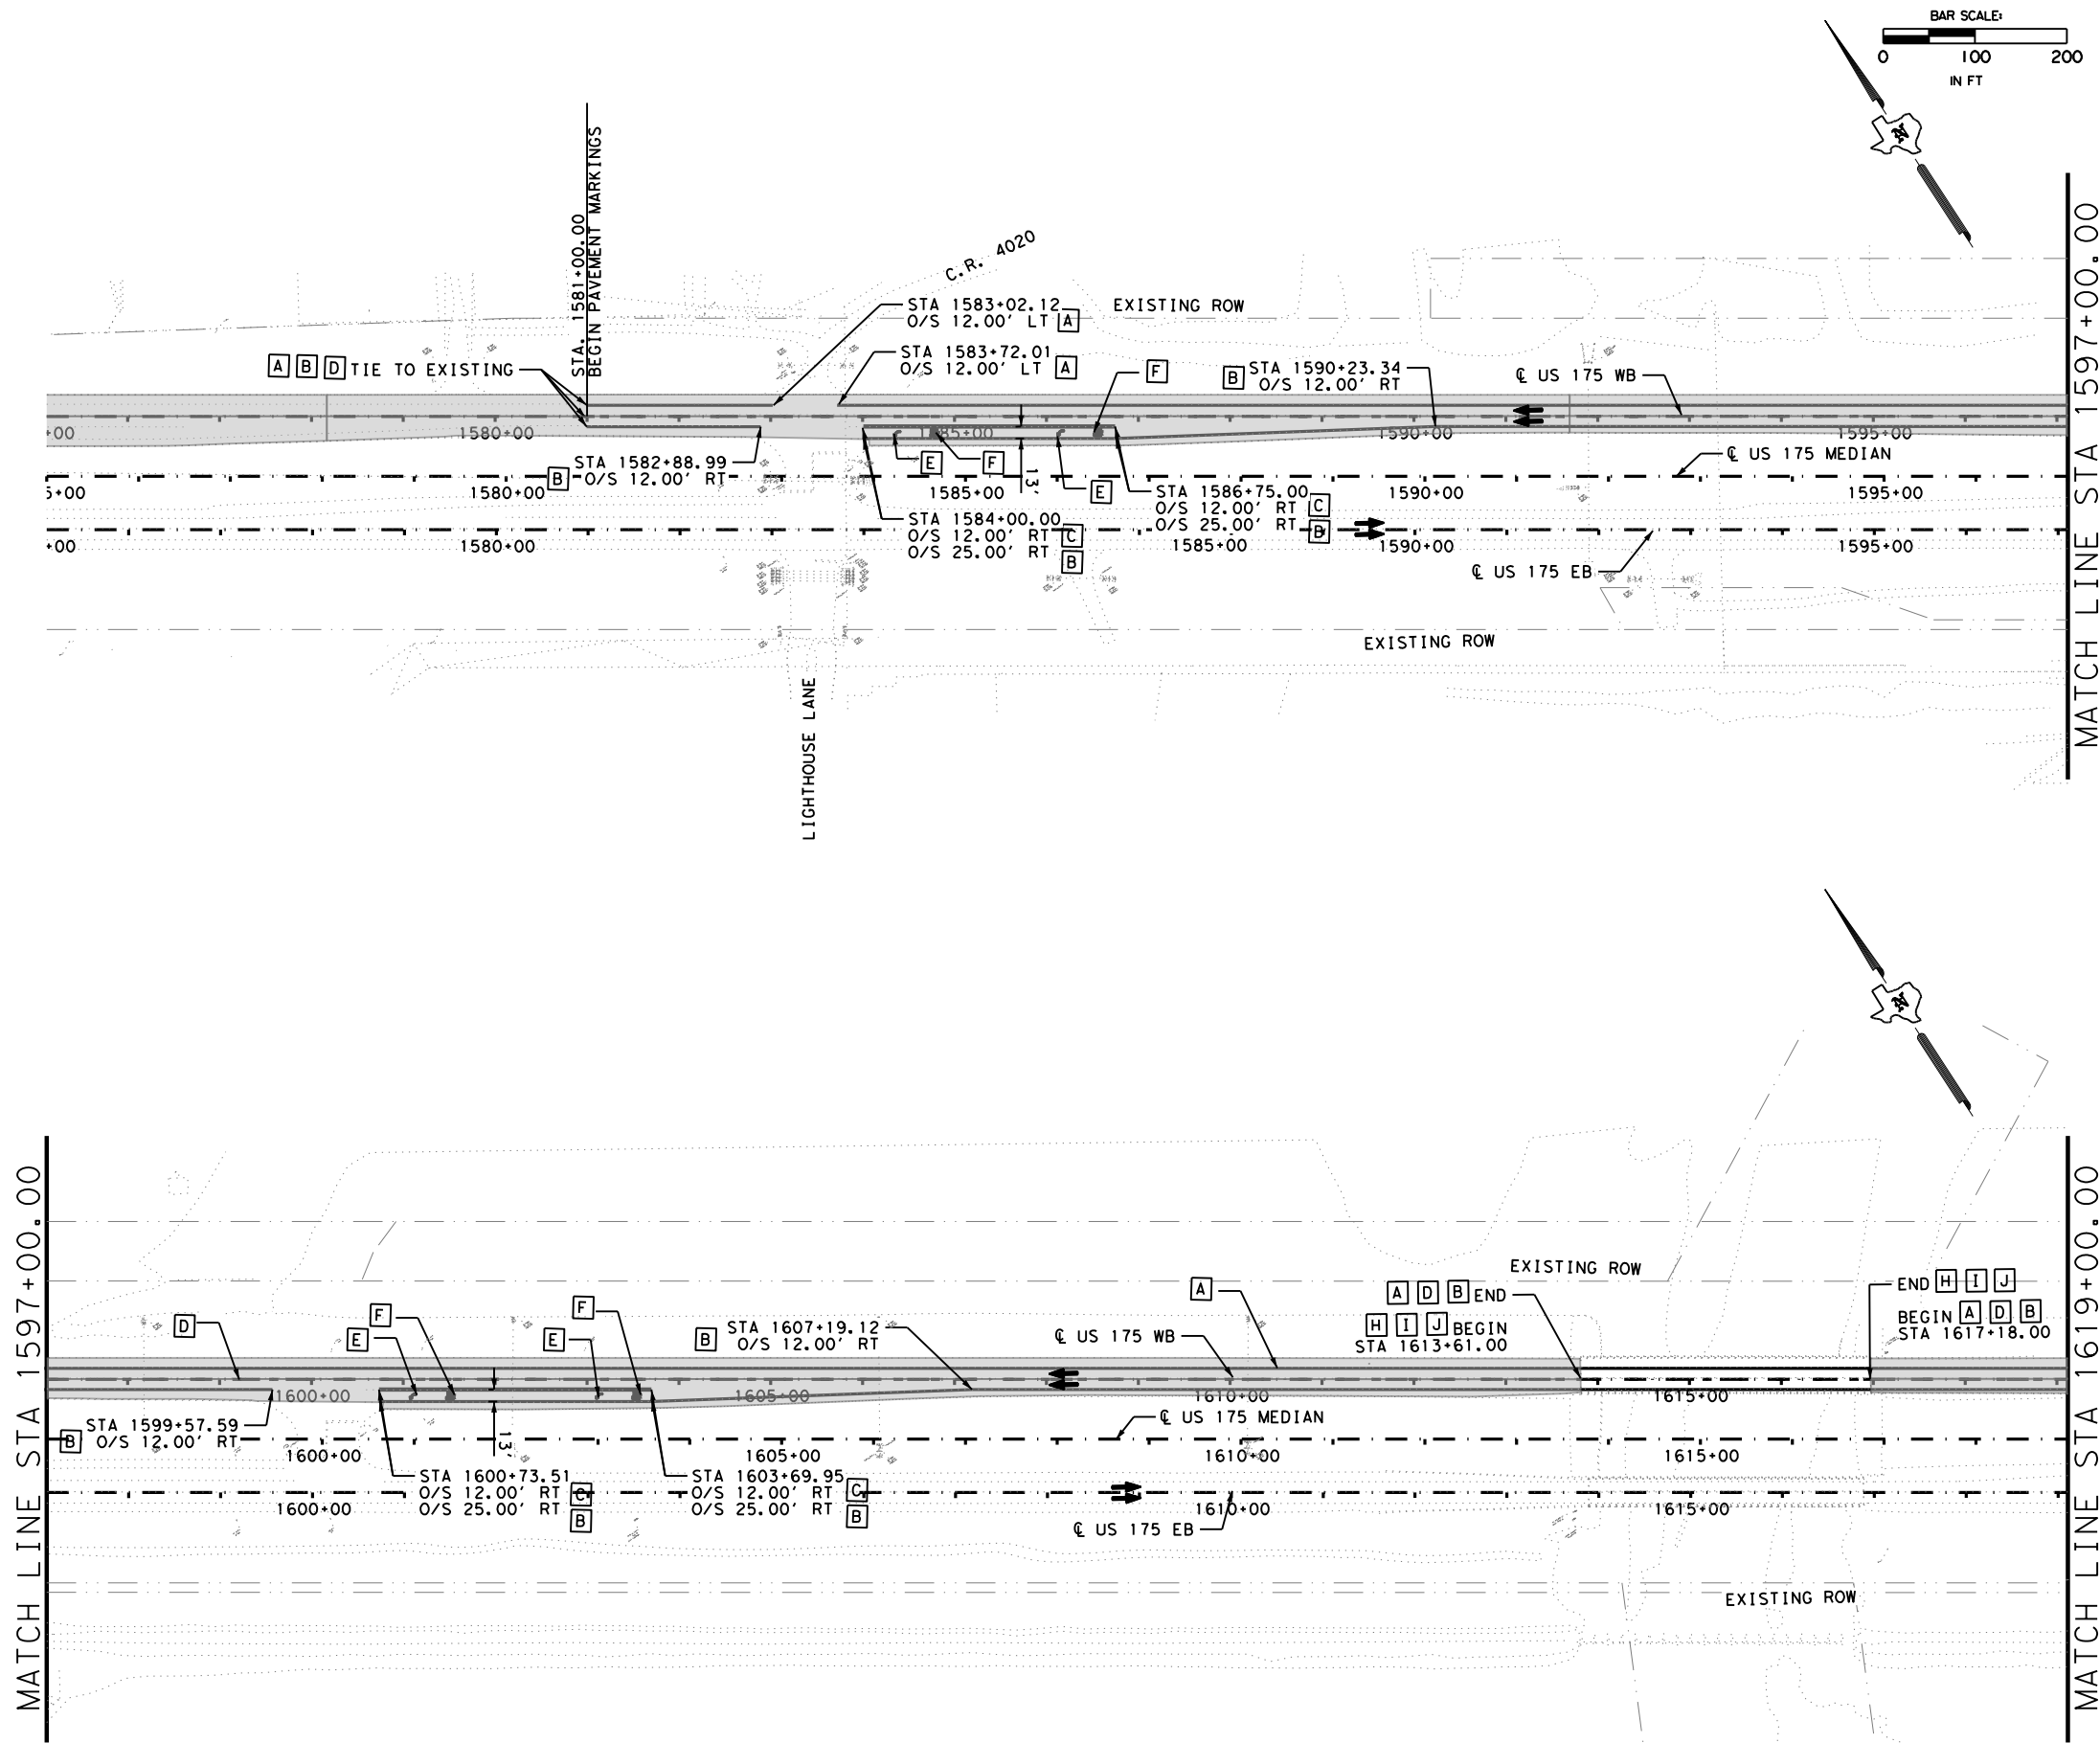 BAR SCALE:
0 100 200
IN FT
STA. 1581+00.00
BEGIN PAVEMENT MARKINGS
C.R. 4020
STA 1583+02.12
O/S 12.00' LT A
EXISTING ROW
STA 1583+72.01
O/S 12.00' LT A
F
B STA 1590+23.34
O/S 12.00' RT
℄ US 175 WB
A B D TIE TO EXISTING
+00 1580+00 1585+00 1590+00 1595+00
STA 1582+88.99
B O/S 12.00' RT
E F
13'
E
℄ US 175 MEDIAN
5+00 1580+00 1585+00 1590+00 1595+00
STA 1584+00.00
O/S 12.00' RT C
O/S 25.00' RT B
STA 1586+75.00
O/S 12.00' RT C
O/S 25.00' RT B
+00 1580+00 1585+00 1590+00 1595+00
℄ US 175 EB
EXISTING ROW
LIGHTHOUSE LANE
MATCH LINE STA 1597+00.00
MATCH LINE STA 1597+00.00
EXISTING ROW
A
A D B END
H I J BEGIN
STA 1613+61.00
END H I J
BEGIN A D B
STA 1617+18.00
D
F
E
F
E
B STA 1607+19.12
O/S 12.00' RT
℄ US 175 WB
1600+00 1605+00 1610+00 1615+00
STA 1599+57.59
B O/S 12.00' RT
13'
℄ US 175 MEDIAN
1600+00 1605+00 1610+00 1615+00
STA 1600+73.51
O/S 12.00' RT C
O/S 25.00' RT B
STA 1603+69.95
O/S 12.00' RT C
O/S 25.00' RT B
1600+00 1610+00 1615+00
℄ US 175 EB
EXISTING ROW
MATCH LINE STA 1619+00.00